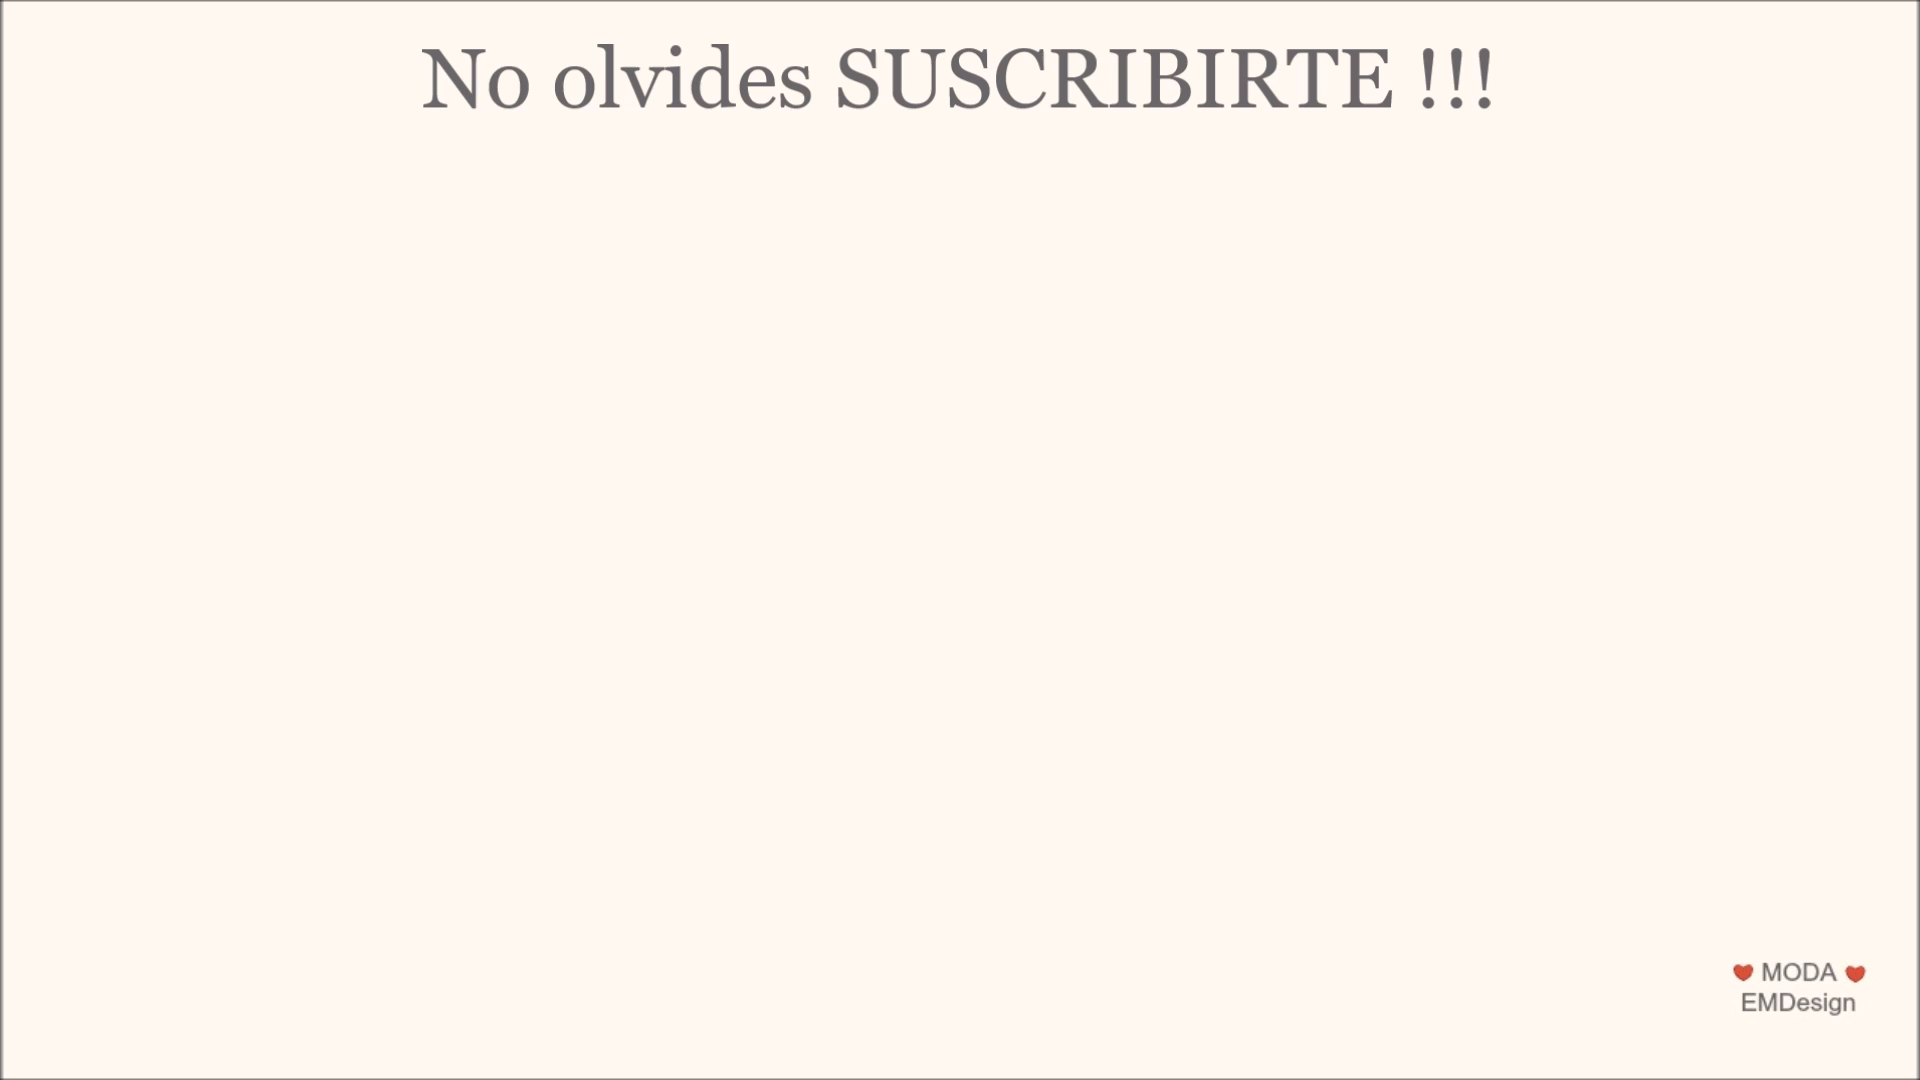 No olvides SUSCRIBIRTE !!!
❤ MODA ❤
EMDesign